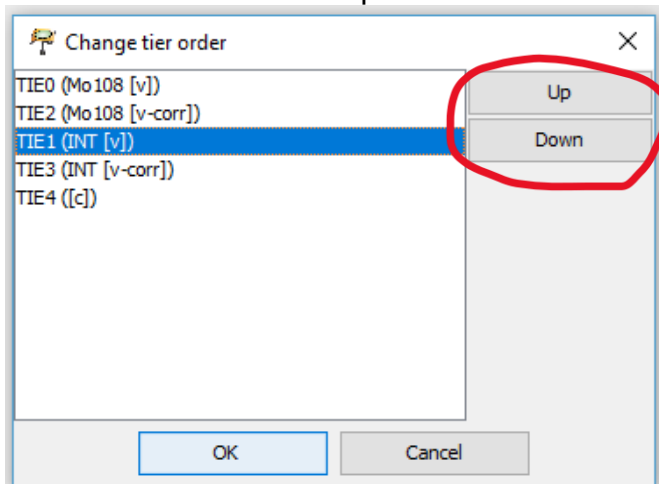 Change tier order
TIE0 (Mo108 [v])
TIE2 (Mo108 [v-corr])
TIE1 (INT [v])
TIE3 (INT [v-corr])
TIE4 ([c])
Up
Down
OK
Cancel